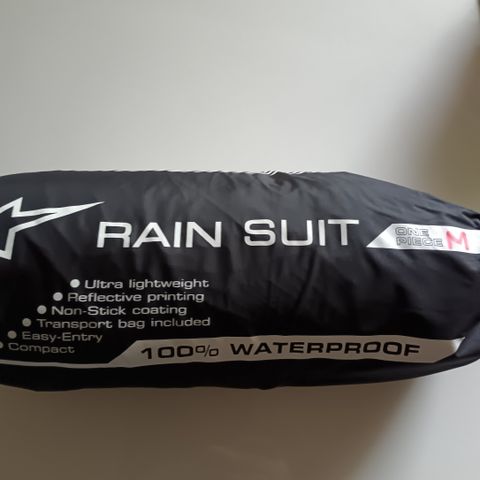 RAIN SUIT
ONE
PIECE M
Ultra lightweight
Reflective printing
Non-Stick coating
Transport bag included
Easy-Entry
Compact
100% WATERPROOF